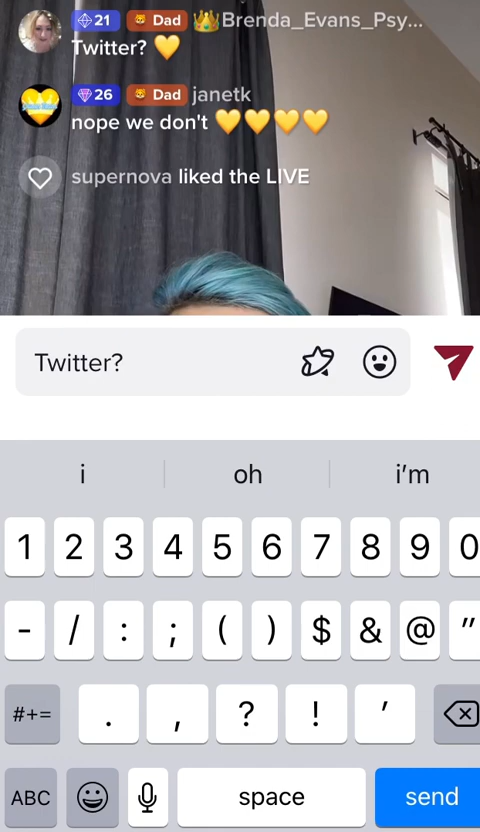 21 Dad Brenda_Evans_Psy...
Twitter? 💛
26 Dad janetk
nope we don't 💛💛💛💛
supernova liked the LIVE
Twitter?
i oh i'm
1 2 3 4 5 6 7 8 9 0
- / : ; ( ) $ & @ "
#+= . , ? ! '
ABC space send